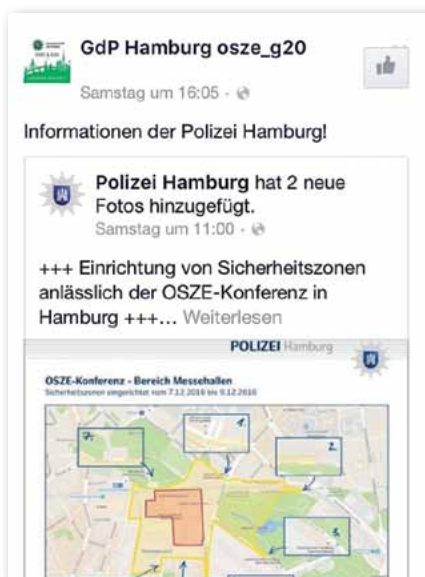 GdP Hamburg osze_g20
Samstag um 16:05 ·
Informationen der Polizei Hamburg!
Polizei Hamburg hat 2 neue
Fotos hinzugefügt.
Samstag um 11:00 ·
+++ Einrichtung von Sicherheitszonen
anlässlich der OSZE-Konferenz in
Hamburg +++... Weiterlesen
POLIZEI Hamburg
OSZE-Konferenz - Bereich Messehallen
Sicherheitszonen eingerichtet vom 7.12.2016 bis 9.12.2016